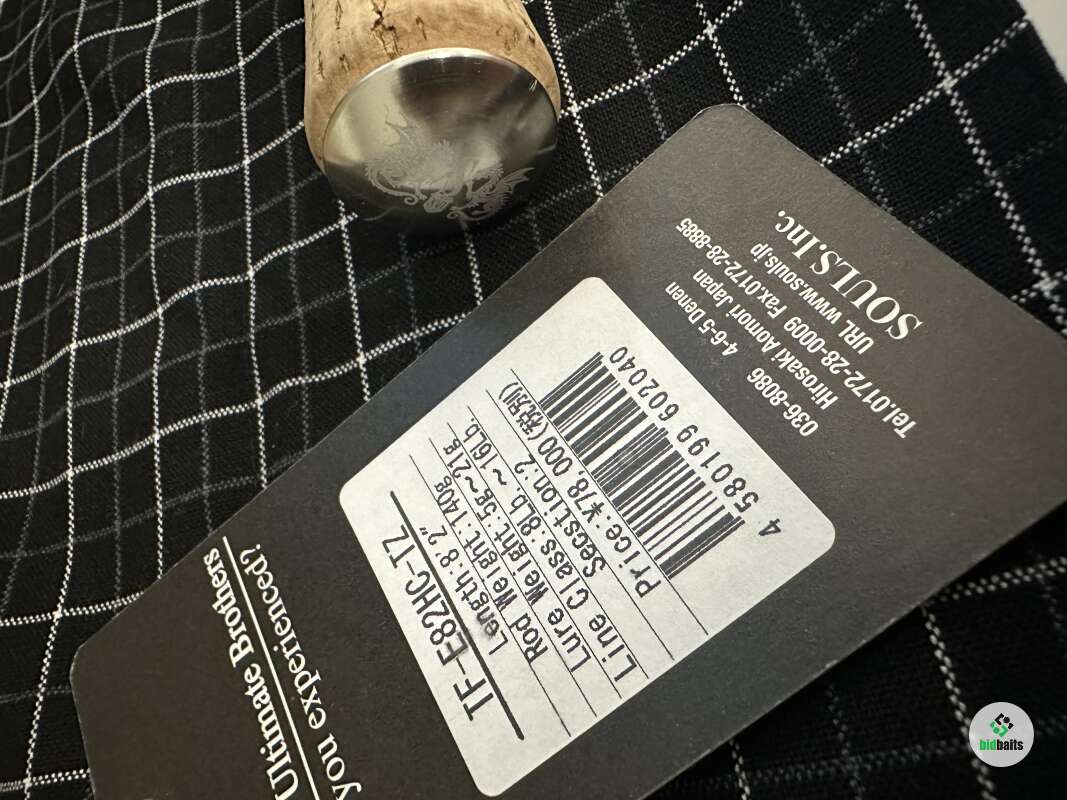 Ultimate Brothers
you experienced!?
TF-E82HC-TZ
Length:8'2"
Rod Weight:140g
Lure Weight:5g~21g
Line Class:8Lb.~16Lb.
Secstion:2
Price:¥78,000(税別)
4 580199 602040
036-8086 4-6-5 Denen
Hirosaki Aomori Japan
Tel.0172-28-0009 Fax.0172-28-8885
URL www.souls.jp
SOULS.Inc.
bidbaits